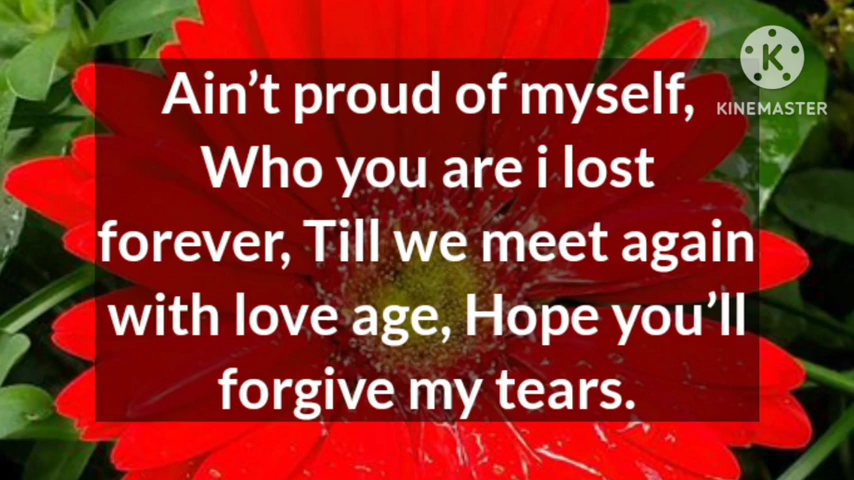 Ain’t proud of myself,
Who you are i lost
forever, Till we meet again
with love age, Hope you’ll
forgive my tears.
K
KINEMASTER